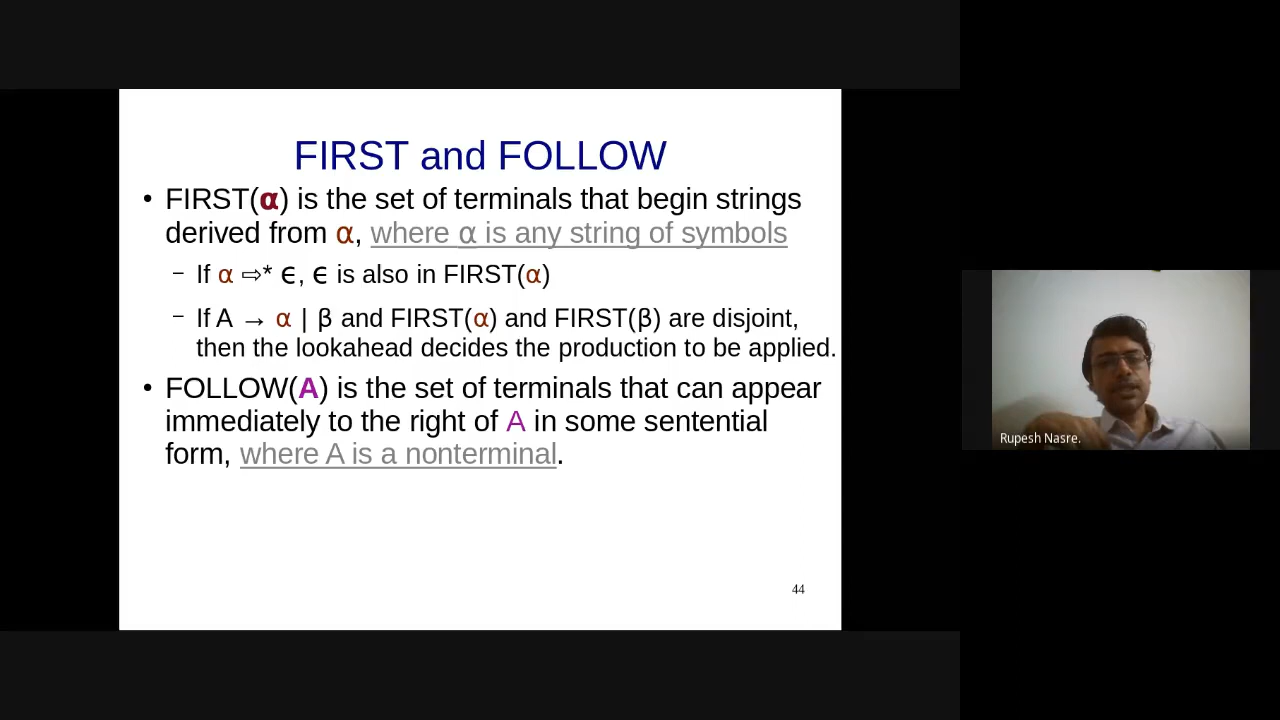 FIRST and FOLLOW
• FIRST(α) is the set of terminals that begin strings
derived from α, where α is any string of symbols
– If α ⇨* ϵ, ϵ is also in FIRST(α)
– If A → α | β and FIRST(α) and FIRST(β) are disjoint,
then the lookahead decides the production to be applied.
• FOLLOW(A) is the set of terminals that can appear
immediately to the right of A in some sentential
form, where A is a nonterminal.
44
Rupesh Nasre.